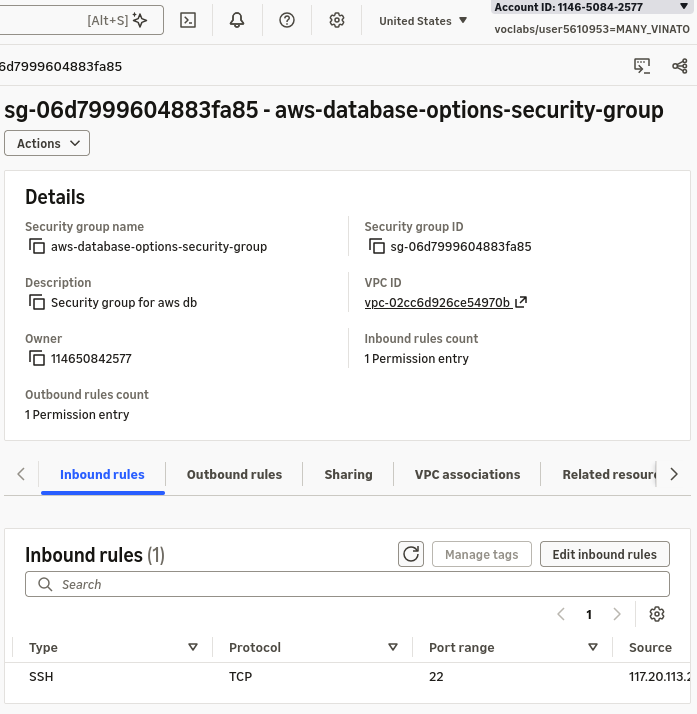 [Alt+S]
United States
Account ID: 1146-5084-2577
voclabs/user5610953=MANY_VINATO
6d7999604883fa85
sg-06d7999604883fa85 - aws-database-options-security-group
Actions
Details
Security group name
aws-database-options-security-group
Security group ID
sg-06d7999604883fa85
Description
Security group for aws db
VPC ID
vpc-02cc6d926ce54970b
Owner
114650842577
Inbound rules count
1 Permission entry
Outbound rules count
1 Permission entry
Inbound rules
Outbound rules
Sharing
VPC associations
Related resour
Inbound rules (1)
Manage tags
Edit inbound rules
Search
1
Type
Protocol
Port range
Source
SSH
TCP
22
117.20.113.2